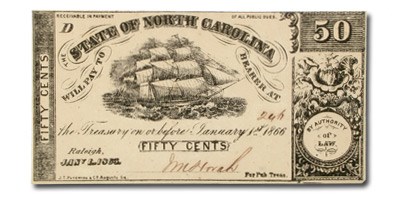 RECEIVABLE IN PAYMENT OF ALL PUBLIC DUES.
D
STATE OF NORTH CAROLINA
50
THE
WILL PAY TO BEARER AT
FIFTY CENTS
246
the Treasury on or before January 1st 1866
FIFTY CENTS
BY AUTHORITY
OF
LAW.
Raleigh,
JANY 1, 1863.
For Pub Treas.